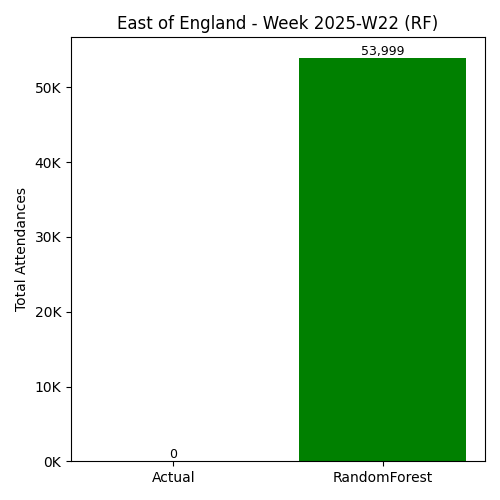 East of England - Week 2025-W22 (RF)
53,999
50K
40K
30K
Total Attendances
20K
10K
0
0K
Actual
RandomForest